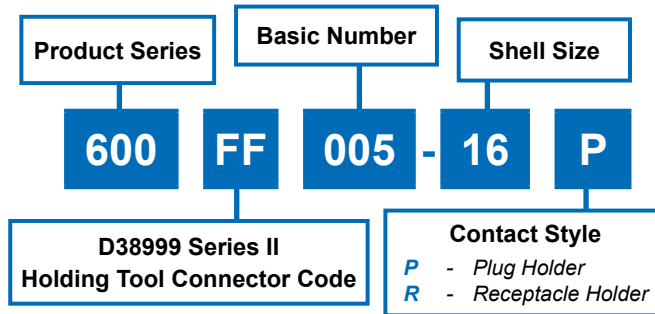 Product Series
Basic Number
Shell Size
600 FF 005 - 16 P
D38999 Series II
Holding Tool Connector Code
Contact Style
P - Plug Holder
R - Receptacle Holder